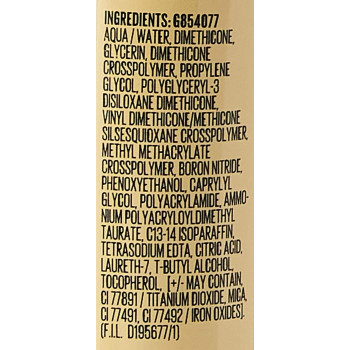 INGREDIENTS: G854077
AQUA / WATER, DIMETHICONE,
GLYCERIN, DIMETHICONE
CROSSPOLYMER, PROPYLENE
GLYCOL, POLYGLYCERYL-3
DISILOXANE DIMETHICONE,
VINYL DIMETHICONE/METHICONE
SILSESQUIOXANE CROSSPOLYMER,
METHYL METHACRYLATE
CROSSPOLYMER, BORON NITRIDE,
PHENOXYETHANOL, CAPRYLYL
GLYCOL, POLYACRYLAMIDE, AMMO-
NIUM POLYACRYLOYLDIMETHYL
TAURATE, C13-14 ISOPARAFFIN,
TETRASODIUM EDTA, CITRIC ACID,
LAURETH-7, T-BUTYL ALCOHOL,
TOCOPHEROL, [+/- MAY CONTAIN,
CI 77891 / TITANIUM DIOXIDE, MICA,
CI 77491, CI 77492 / IRON OXIDES].
(F.I.L. D195677/1)